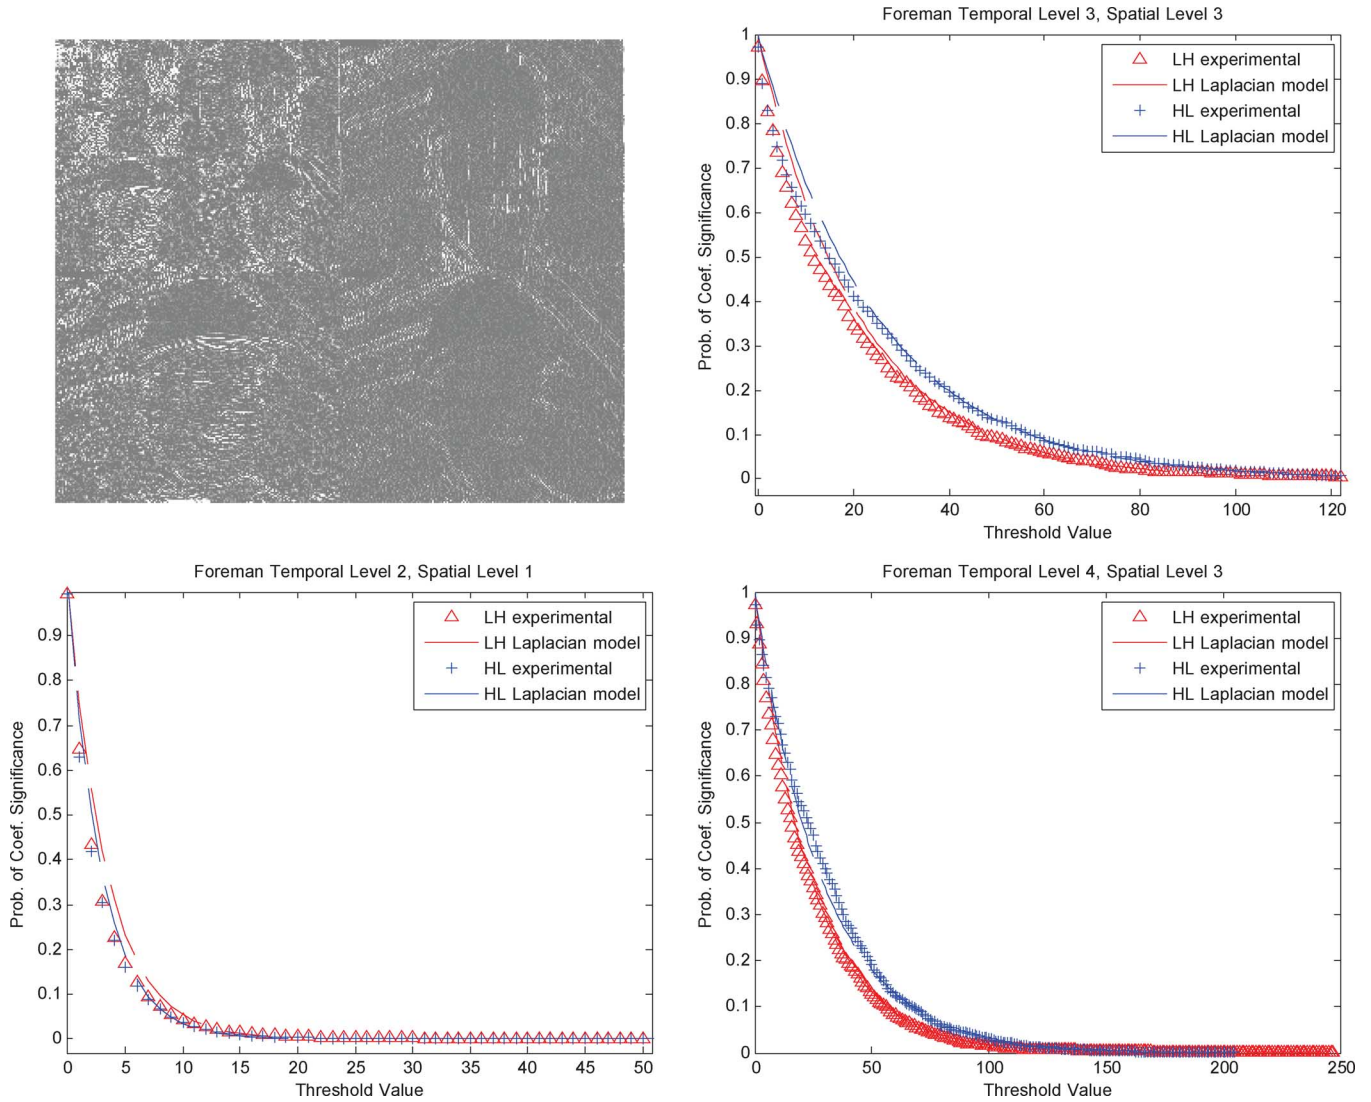 Foreman Temporal Level 3, Spatial Level 3
1
0.9
0.8
0.7
0.6
0.5
0.4
0.3
0.2
0.1
0
Prob. of Coef. Significance
LH experimental
LH Laplacian model
HL experimental
HL Laplacian model
0 20 40 60 80 100 120
Threshold Value
Foreman Temporal Level 2, Spatial Level 1
0.9
0.8
0.7
0.6
0.5
0.4
0.3
0.2
0.1
0
Prob. of Coef. Significance
LH experimental
LH Laplacian model
HL experimental
HL Laplacian model
0 5 10 15 20 25 30 35 40 45 50
Threshold Value
Foreman Temporal Level 4, Spatial Level 3
1
0.9
0.8
0.7
0.6
0.5
0.4
0.3
0.2
0.1
0
Prob. of Coef. Significance
LH experimental
LH Laplacian model
HL experimental
HL Laplacian model
0 50 100 150 200 250
Threshold Value